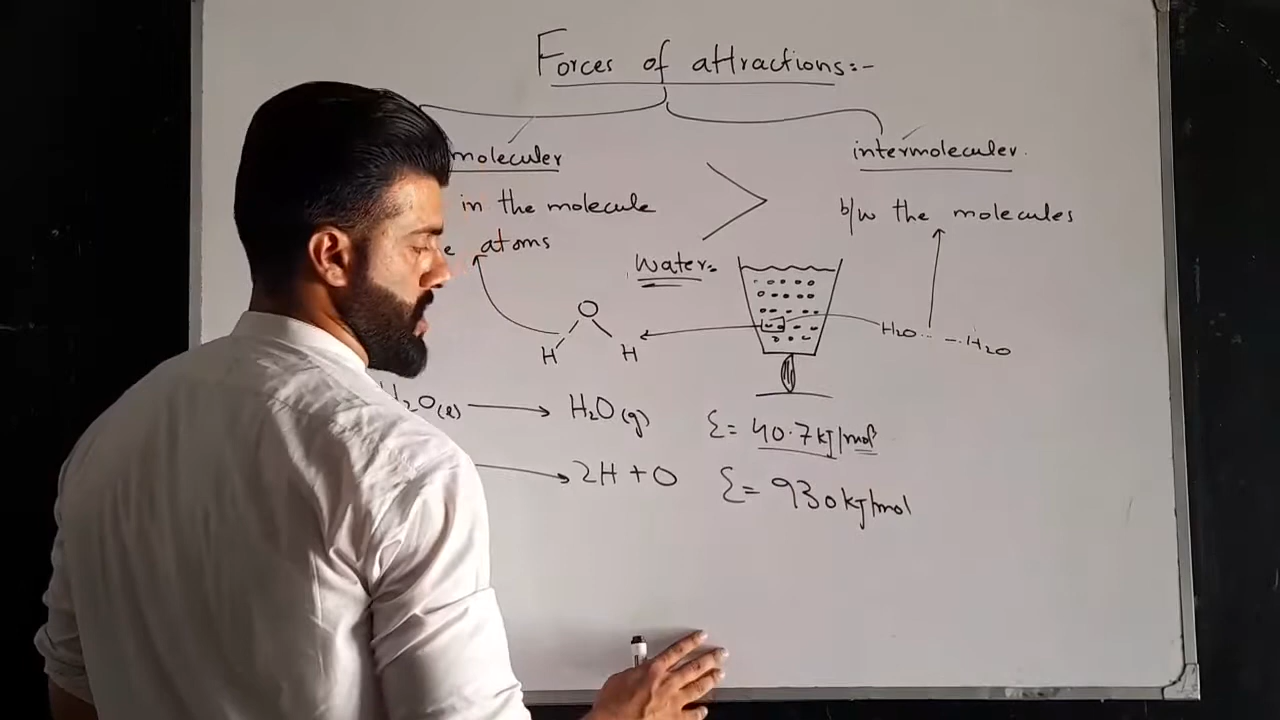 Forces of attractions:-
moleculer
intermoleculer.
in the molecule
b/w the molecules
atoms
Water:
O
H H
H2O -- - - H2O
H2O(l) → H2O(g) Ɛ= 40.7 kJ/mol
→ 2H + O Ɛ= 930 kJ/mol